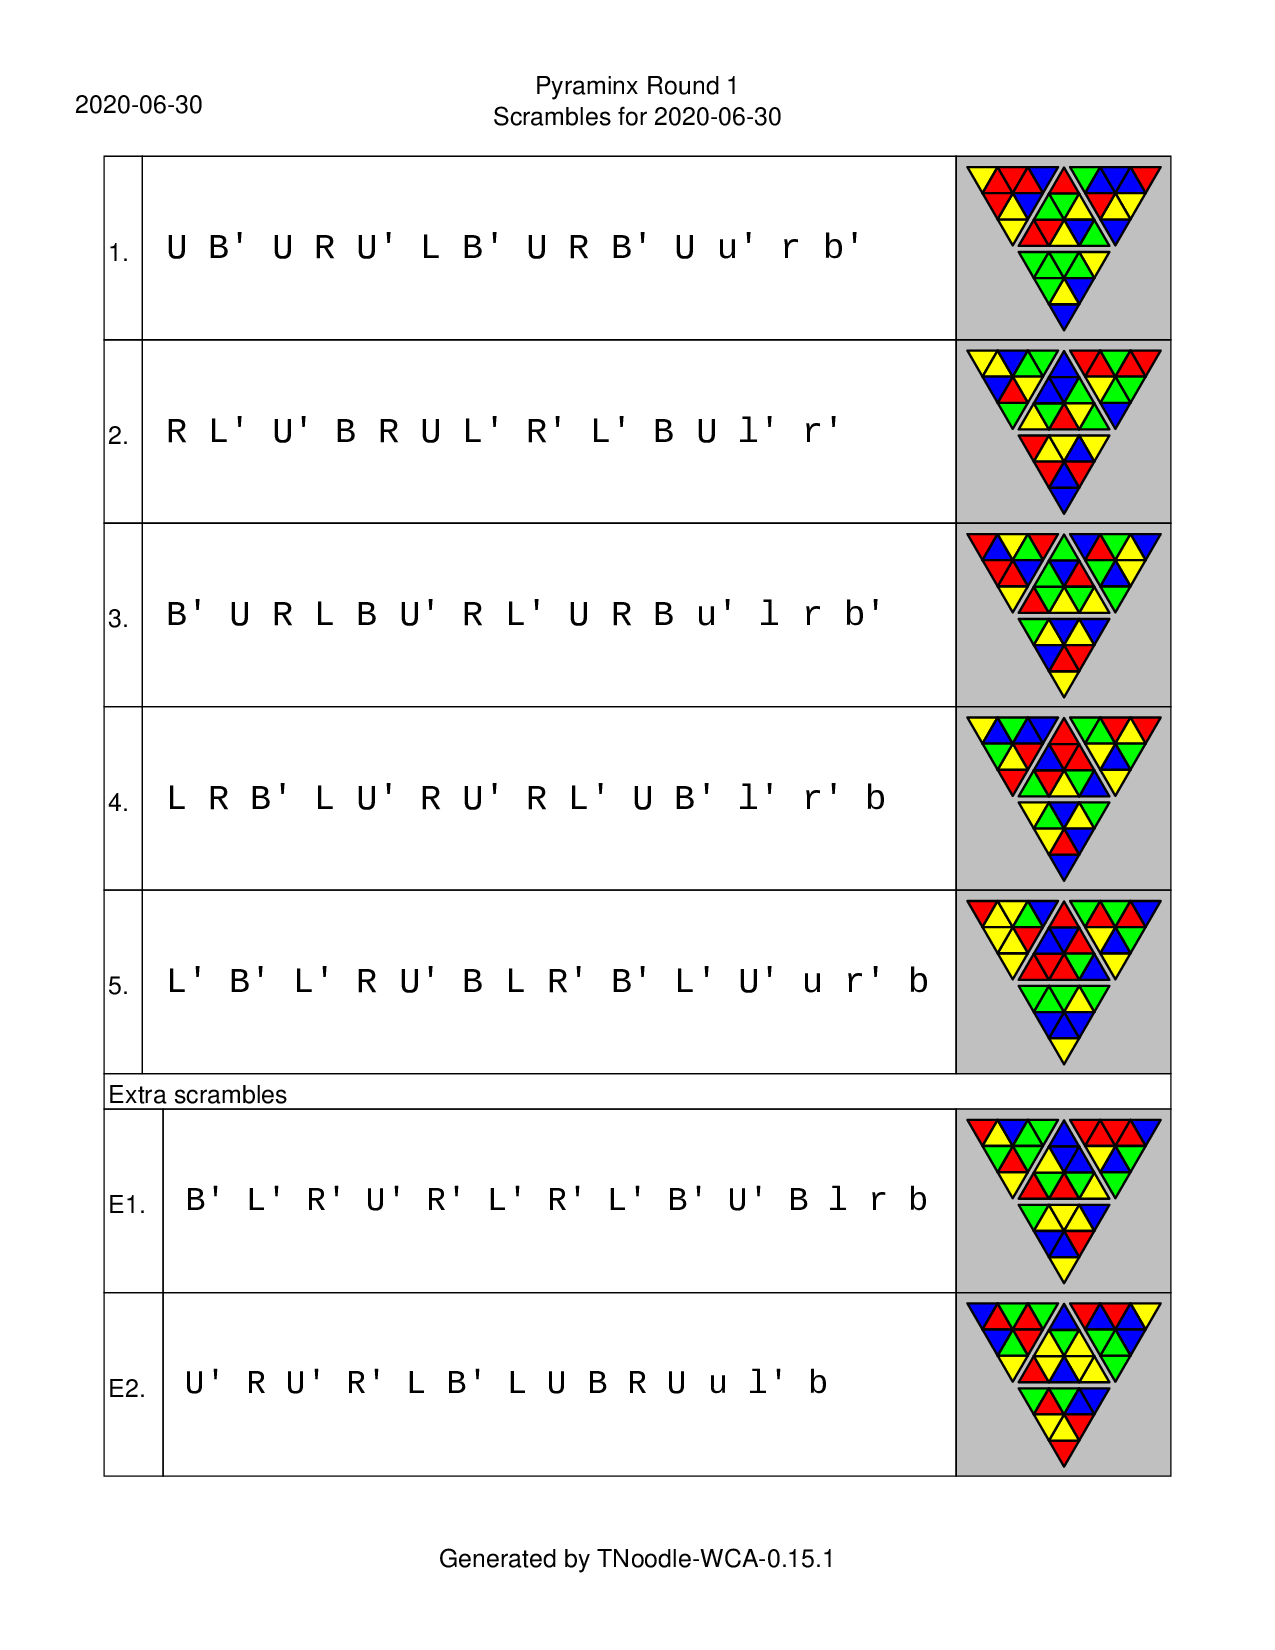 2020-06-30
Pyraminx Round 1
Scrambles for 2020-06-30
1. U B' U R U' L B' U R B' U u' r b'
2. R L' U' B R U L' R' L' B U l' r'
3. B' U R L B U' R L' U R B u' l r b'
4. L R B' L U' R U' R L' U B' l' r' b
5. L' B' L' R U' B L R' B' L' U' u r' b
Extra scrambles
E1. B' L' R' U' R' L' R' L' B' U' B l r b
E2. U' R U' R' L B' L U B R U u l' b
Generated by TNoodle-WCA-0.15.1